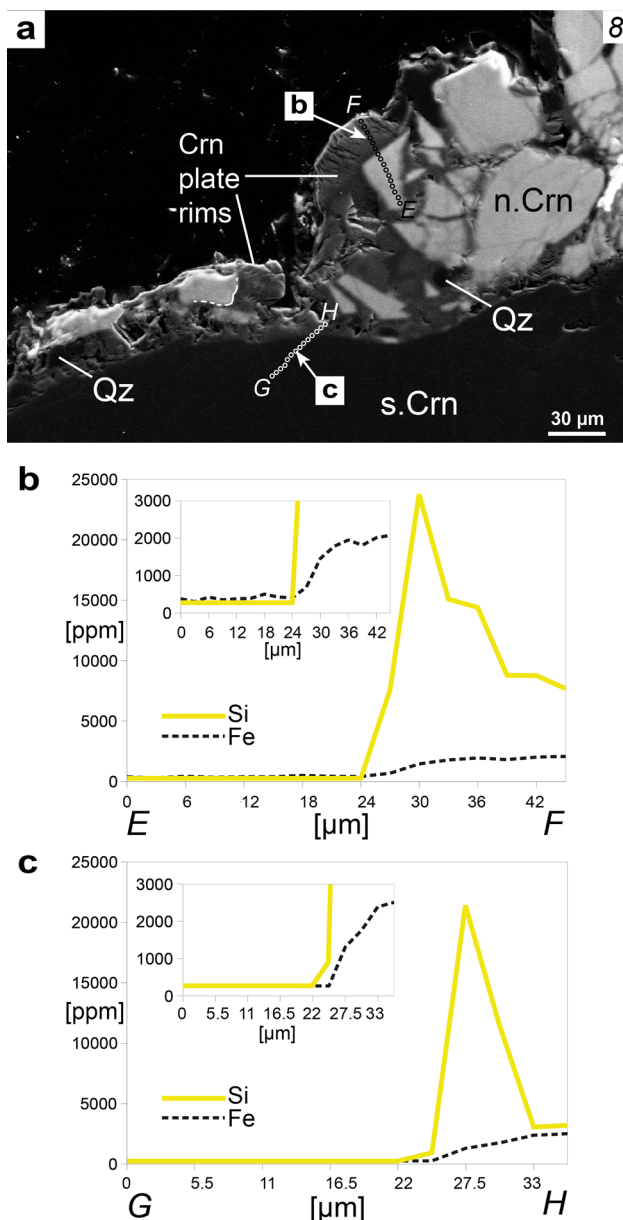 a
8
F
b
Crn
plate
rims
E
n.Crn
H
Qz
G
c
Qz
s.Crn
30 µm
b
25000
20000
15000
[ppm]
10000
5000
0
3000
2000
1000
0
0 6 12 18 24 30 36 42
[µm]
Si
Fe
0 6 12 18 24 30 36 42
E [µm] F
c
25000
20000
15000
[ppm]
10000
5000
0
3000
2000
1000
0
0 5.5 11 16.5 22 27.5 33
[µm]
Si
Fe
0 5.5 11 16.5 22 27.5 33
G [µm] H